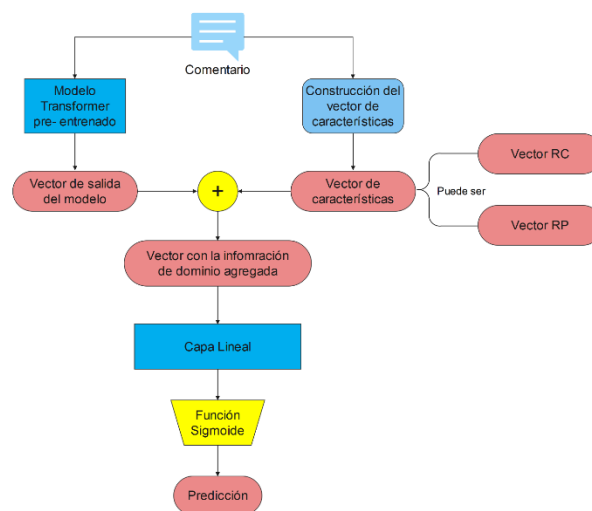 Comentario
Modelo
Transformer
pre- entrenado
Construcción del
vector de
características
Vector RC
Vector de salida
del modelo
+
Vector de
características
Puede ser
Vector RP
Vector con la infomración
de dominio agregada
Capa Lineal
Función
Sigmoide
Predicción